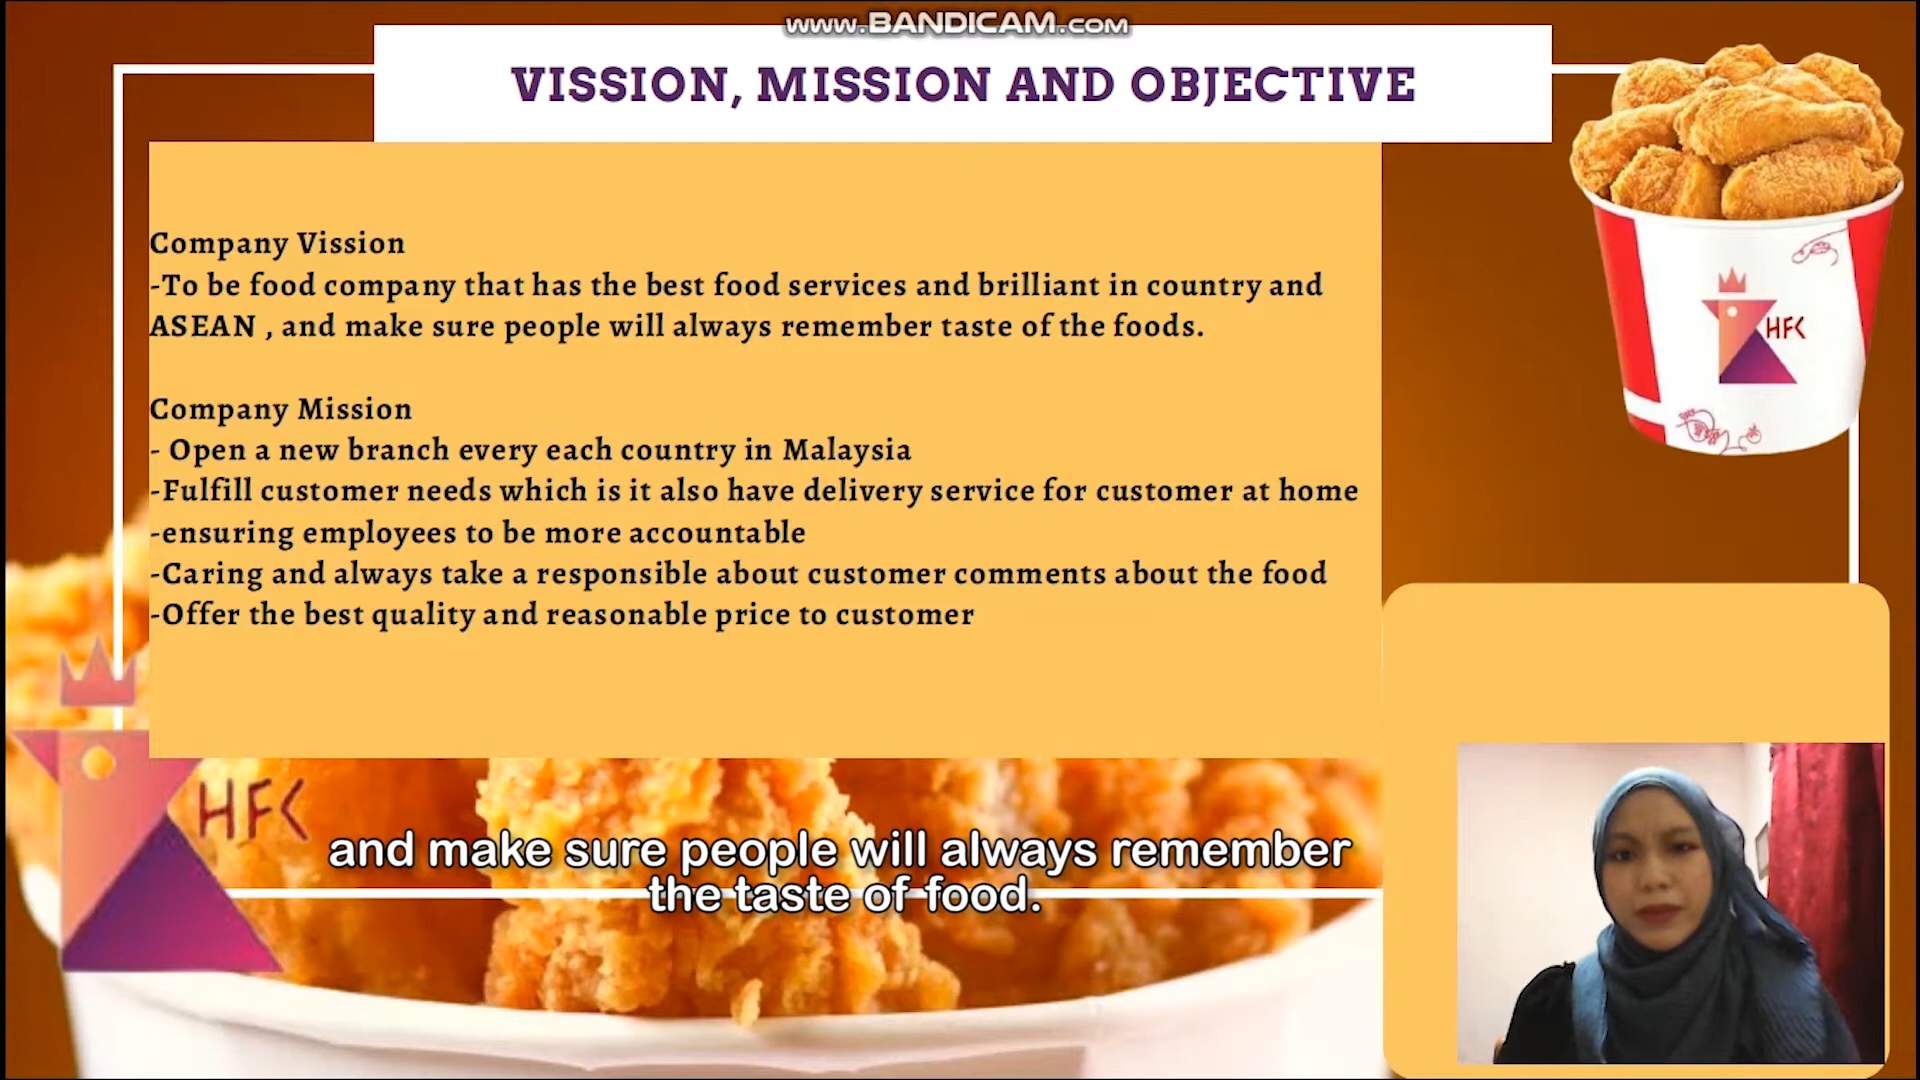 www.BANDICAM.com
VISSION, MISSION AND OBJECTIVE
Company Vission
-To be food company that has the best food services and brilliant in country and
ASEAN , and make sure people will always remember taste of the foods.
Company Mission
- Open a new branch every each country in Malaysia
-Fulfill customer needs which is it also have delivery service for customer at home
-ensuring employees to be more accountable
-Caring and always take a responsible about customer comments about the food
-Offer the best quality and reasonable price to customer
HFC
HFC
and make sure people will always remember
the taste of food.